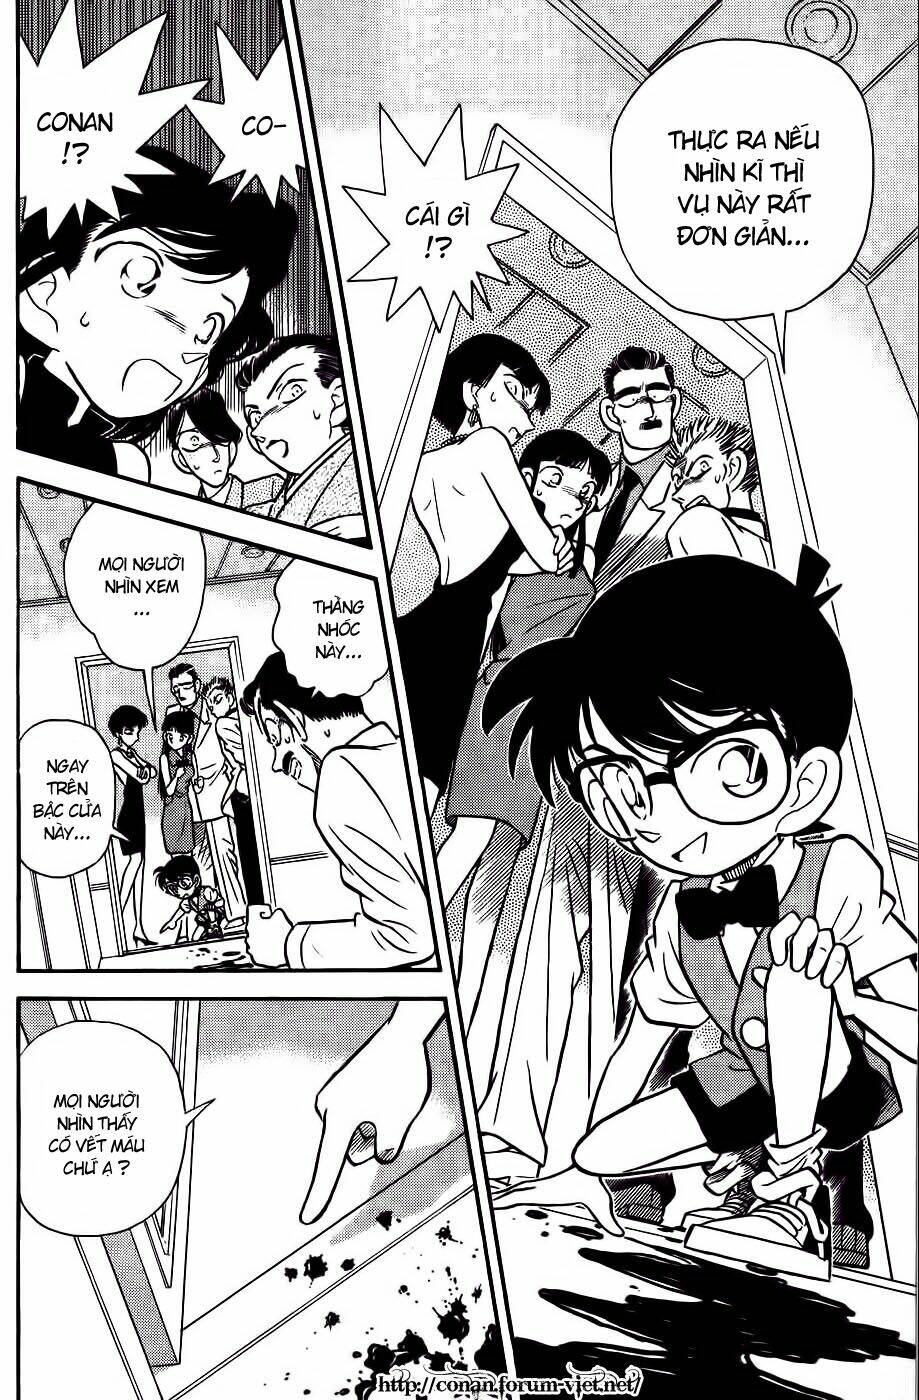 THỰC RA NẾU
NHÌN KĨ THÌ
VỤ NÀY RẤT
ĐƠN GIẢN...
CÁI GÌ
!?
CO-
CONAN
!?
THẰNG
NHÓC
NÀY...
MỌI NGƯỜI
NHÌN XEM
...
NGAY
TRÊN
BẬC CỬA
NÀY...
MỌI NGƯỜI
NHÌN THẤY
CÓ VẾT MÁU
CHỨ Ạ ?
http://conan.forum-viet.net/